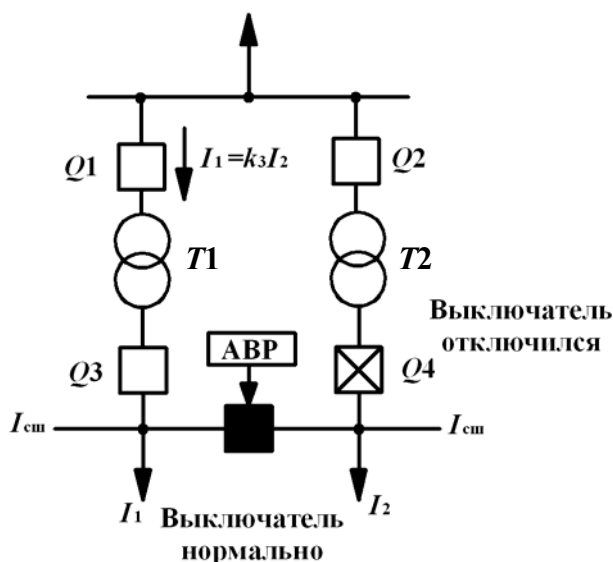 Q1
I₁=k₃I₂
Q2
T1
T2
Выключатель
отключился
Q3
АВР
Q4
Iсш
Iсш
I₁
Выключатель
нормально
I₂